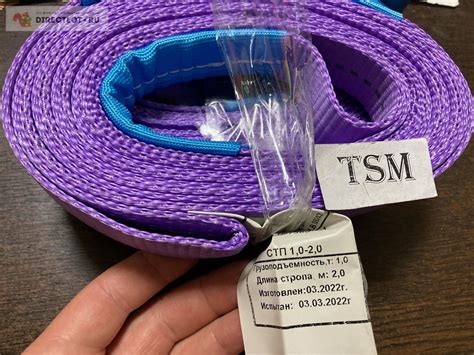 DIRECTLOT.RU
TSM
СТП 1,0-2,0
Грузоподъемность,т: 1,0
Длина стропа, м: 2,0
Изготовлен:03.2022г.
Испытан: 03.03.2022г